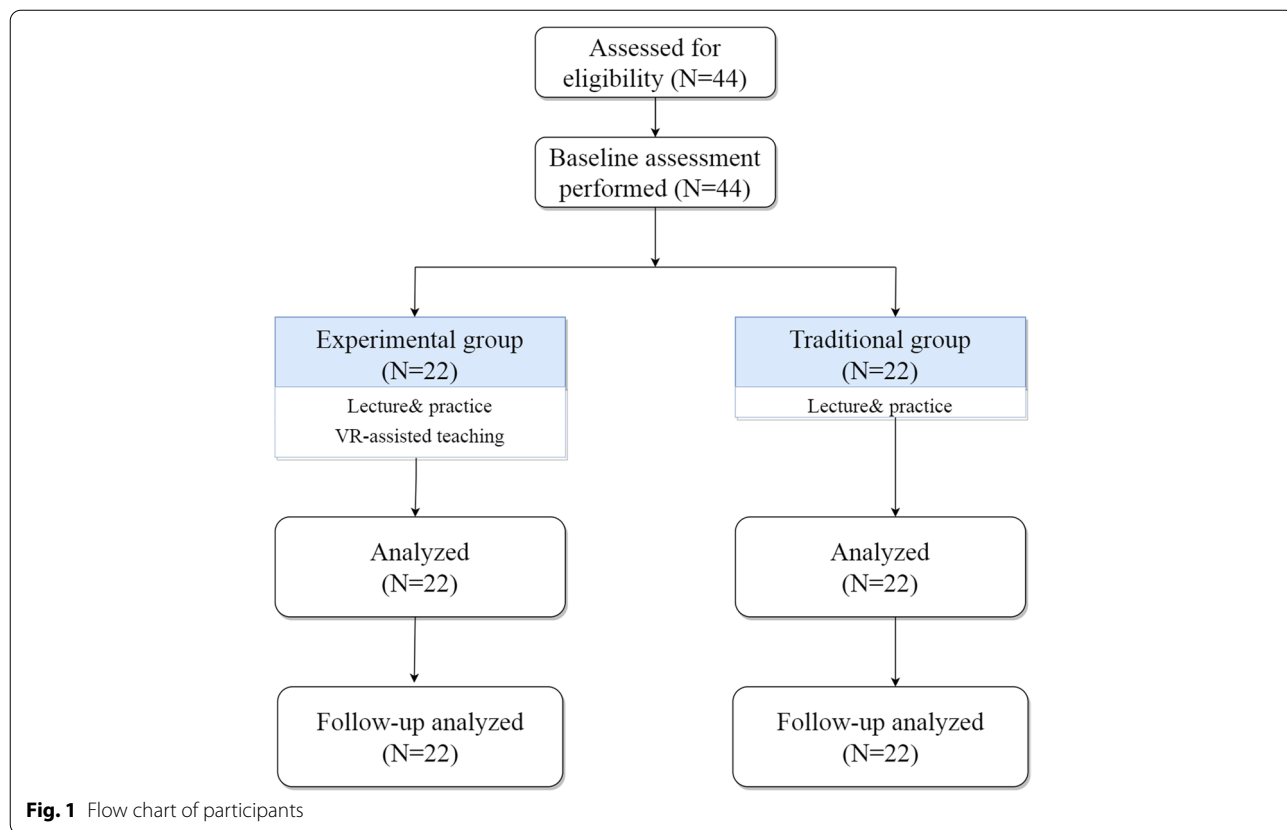 Assessed for
eligibility (N=44)
Baseline assessment
performed (N=44)
Experimental group
(N=22)
Lecture& practice
VR-assisted teaching
Traditional group
(N=22)
Lecture& practice
Analyzed
(N=22)
Analyzed
(N=22)
Follow-up analyzed
(N=22)
Follow-up analyzed
(N=22)
Fig. 1 Flow chart of participants